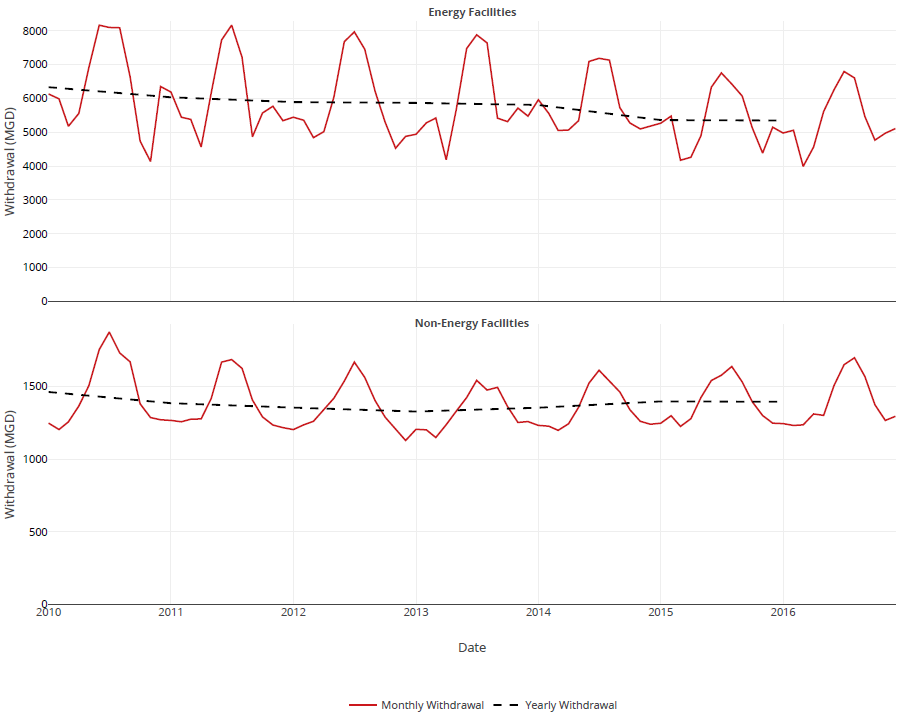 Energy Facilities
8000
7000
6000
5000
4000
3000
2000
1000
0
Withdrawal (MGD)
Non-Energy Facilities
1500
1000
500
0
Withdrawal (MGD)
2010 2011 2012 2013 2014 2015 2016
Date
Monthly Withdrawal Yearly Withdrawal